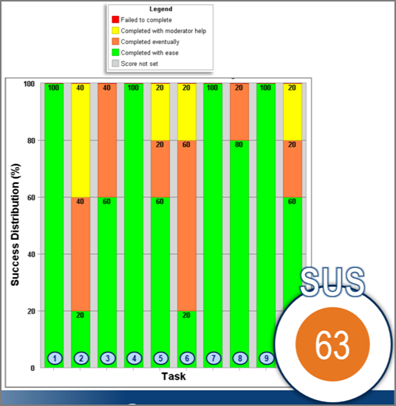 Legend
Failed to complete
Completed with moderator help
Completed eventually
Completed with ease
Score not set
100 100 40 40 100 20 20 100 20 100 20
80 20 60 80 20
60 40 60 60 60
40
20 20 20
0
1 2 3 4 5 6 7 8 9
Success Distribution (%)
Task
SUS
63